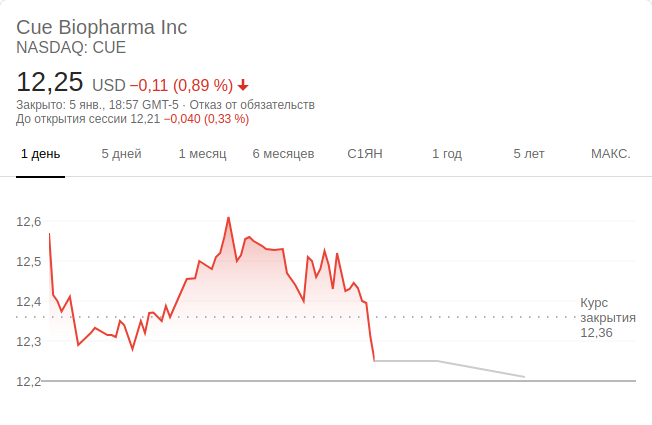 Cue Biopharma Inc
NASDAQ: CUE
12,25 USD −0,11 (0,89 %)
Закрыто: 5 янв., 18:57 GMT-5 · Отказ от обязательств
До открытия сессии 12,21 −0,040 (0,33 %)
1 день 5 дней 1 месяц 6 месяцев С1ЯН 1 год 5 лет МАКС.
12,6
12,5
12,4
12,3
12,2
Курс
закрытия
12,36